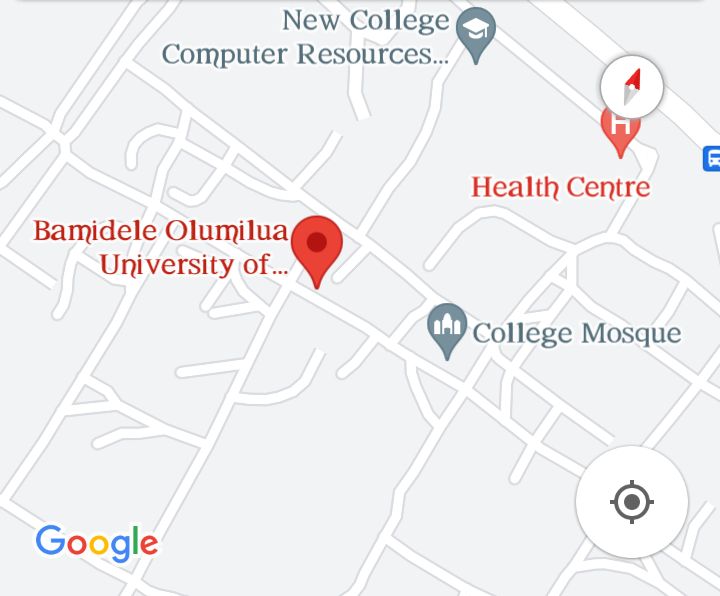 New College
Computer Resources...
H
Health Centre
Bamidele Olumilua
University of...
College Mosque
Google